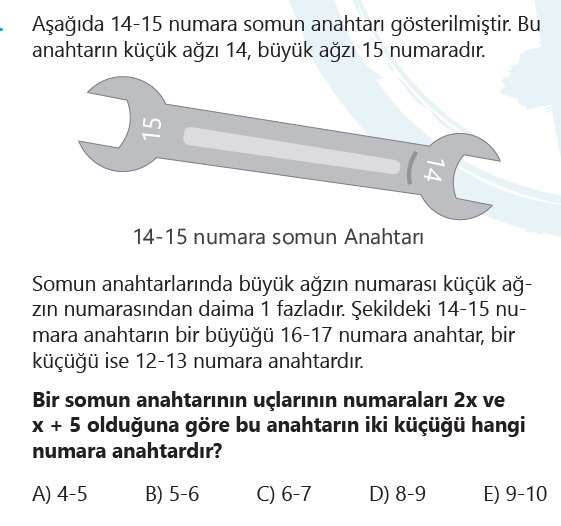 Aşağıda 14-15 numara somun anahtarı gösterilmiştir. Bu
anahtarın küçük ağzı 14, büyük ağzı 15 numaradır.
15
14
14-15 numara somun Anahtarı
Somun anahtarlarında büyük ağzın numarası küçük ağ-
zın numarasından daima 1 fazladır. Şekildeki 14-15 nu-
mara anahtarın bir büyüğü 16-17 numara anahtar, bir
küçüğü ise 12-13 numara anahtardır.
Bir somun anahtarının uçlarının numaraları 2x ve
x + 5 olduğuna göre bu anahtarın iki küçüğü hangi
numara anahtardır?
A) 4-5 B) 5-6 C) 6-7 D) 8-9 E) 9-10